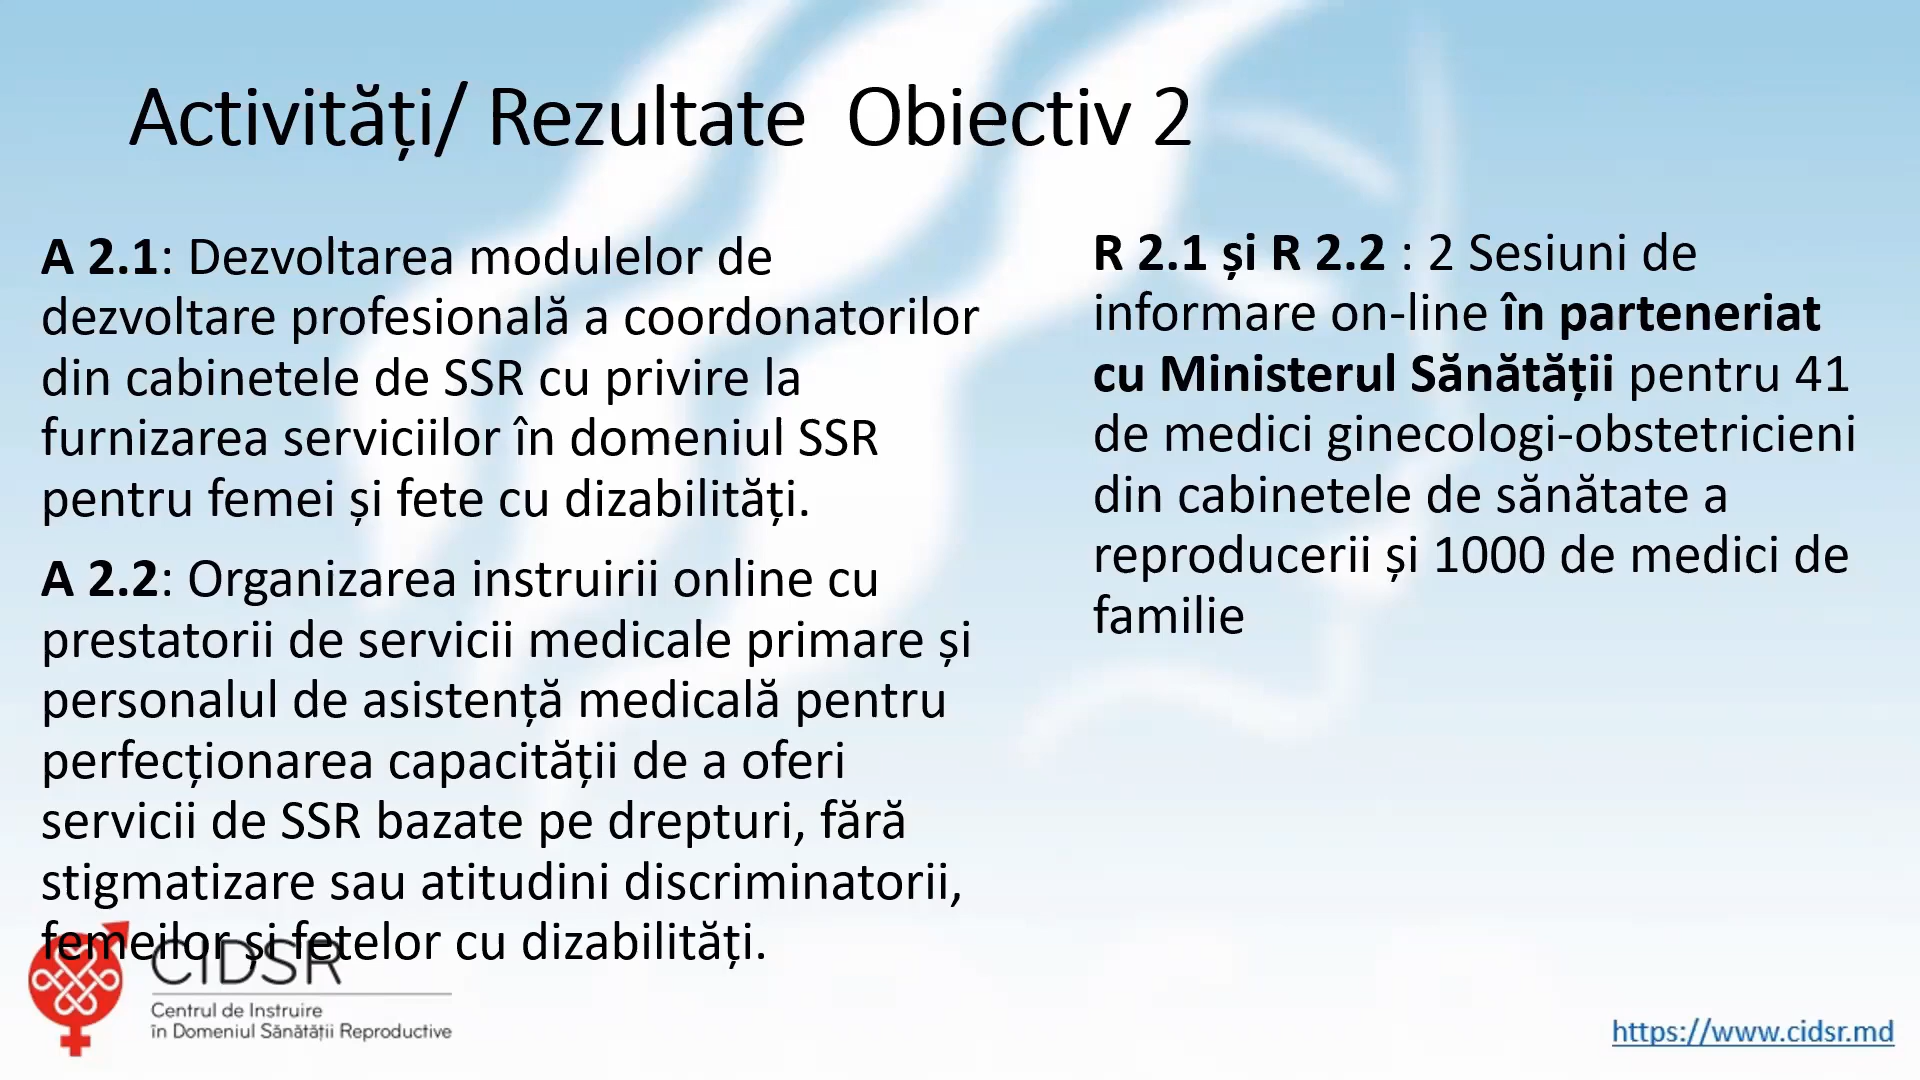 Activități/ Rezultate  Obiectiv 2
A 2.1: Dezvoltarea modulelor de
dezvoltare profesională a coordonatorilor
din cabinetele de SSR cu privire la
furnizarea serviciilor în domeniul SSR
pentru femei și fete cu dizabilități.
A 2.2: Organizarea instruirii online cu
prestatorii de servicii medicale primare și
personalul de asistență medicală pentru
perfecționarea capacității de a oferi
servicii de SSR bazate pe drepturi, fără
stigmatizare sau atitudini discriminatorii,
femeilor și fetelor cu dizabilități.
R 2.1 și R 2.2 : 2 Sesiuni de
informare on-line în parteneriat
cu Ministerul Sănătății pentru 41
de medici ginecologi-obstetricieni
din cabinetele de sănătate a
reproducerii și 1000 de medici de
familie
CIDSR
Centrul de Instruire
în Domeniul Sănătății Reproductive
https://www.cidsr.md